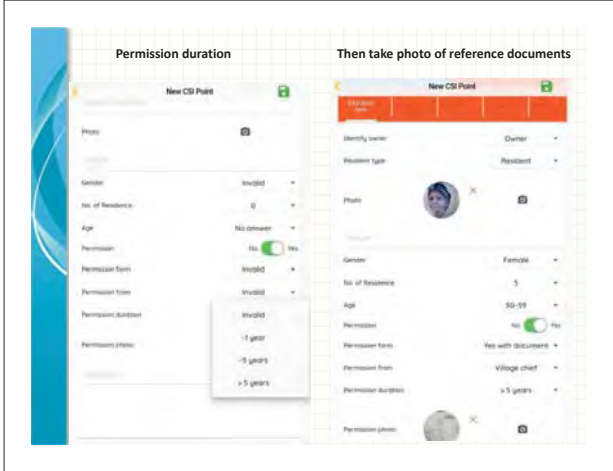 Permission duration
New CSI Point
Photo
Gender Invalid
No. of Residence 0
Age No answer
Permission No Yes
Permission form Invalid
Permission from Invalid
Permission duration Invalid
~1 year
Permission photo
~5 years
> 5 years
Then take photo of reference documents
New CSI Point
Identify owner Owner
Resident type Resident
Photo
Gender Female
No. of Residence 5
Age 50-59
Permission No Yes
Permission form Yes with document
Permission from Village chief
Permission duration > 5 years
Permission photo